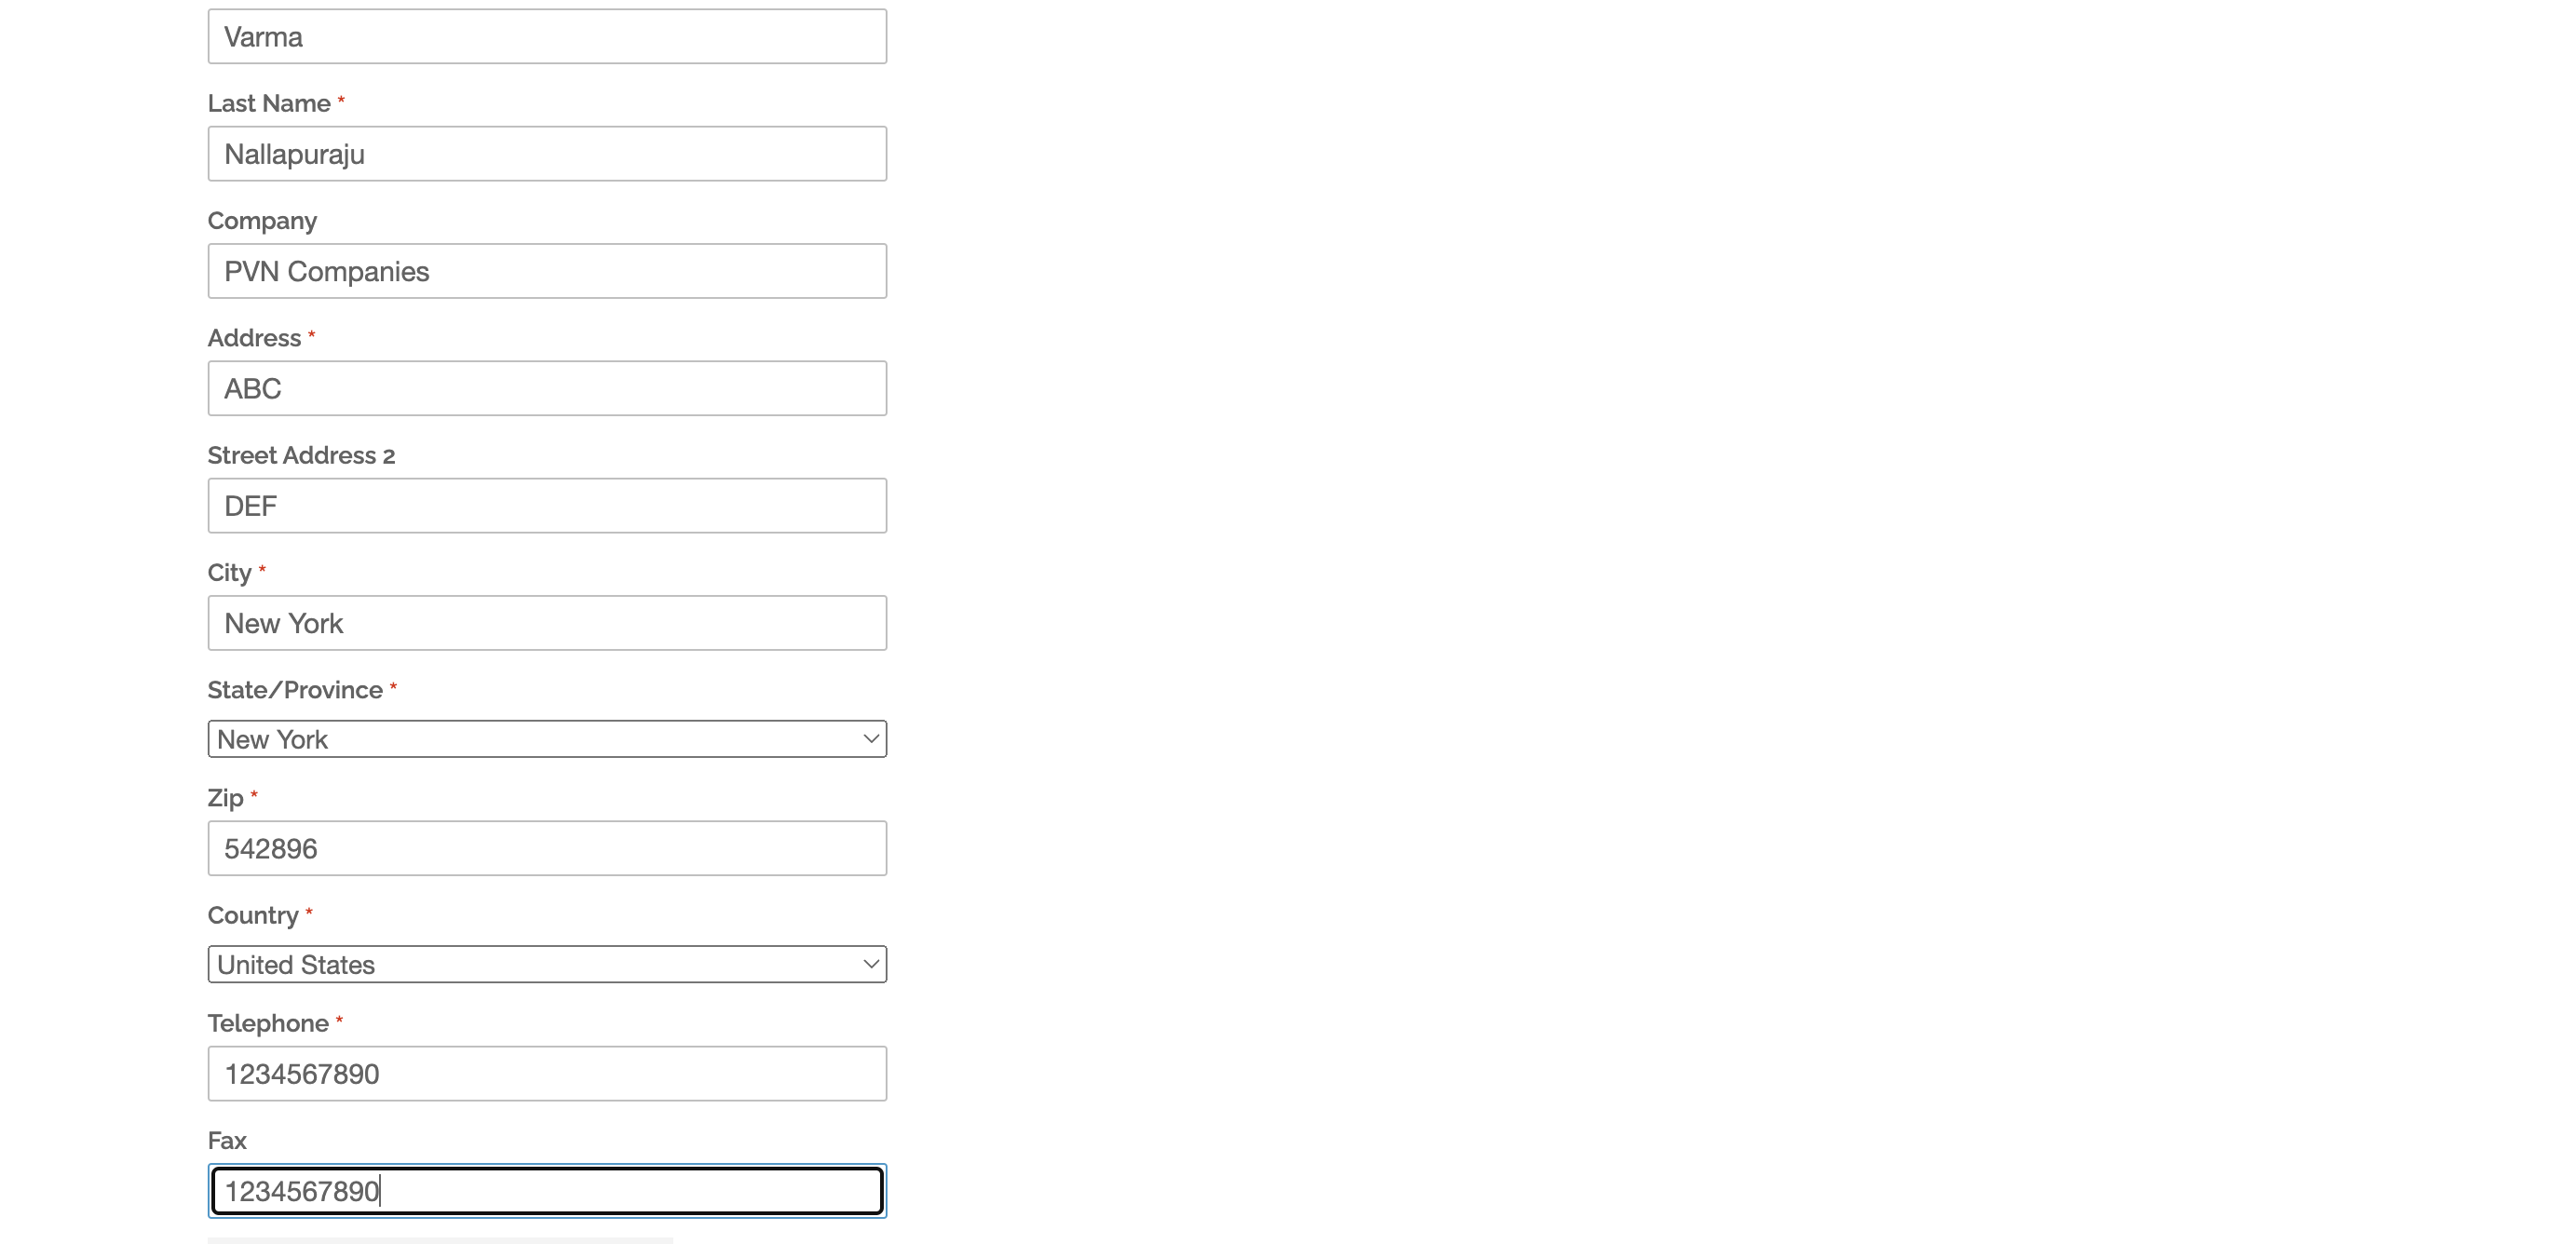 Varma
Last Name *
Nallapuraju
Company
PVN Companies
Address *
ABC
Street Address 2
DEF
City *
New York
State/Province *
New York
Zip *
542896
Country *
United States
Telephone *
1234567890
Fax
1234567890